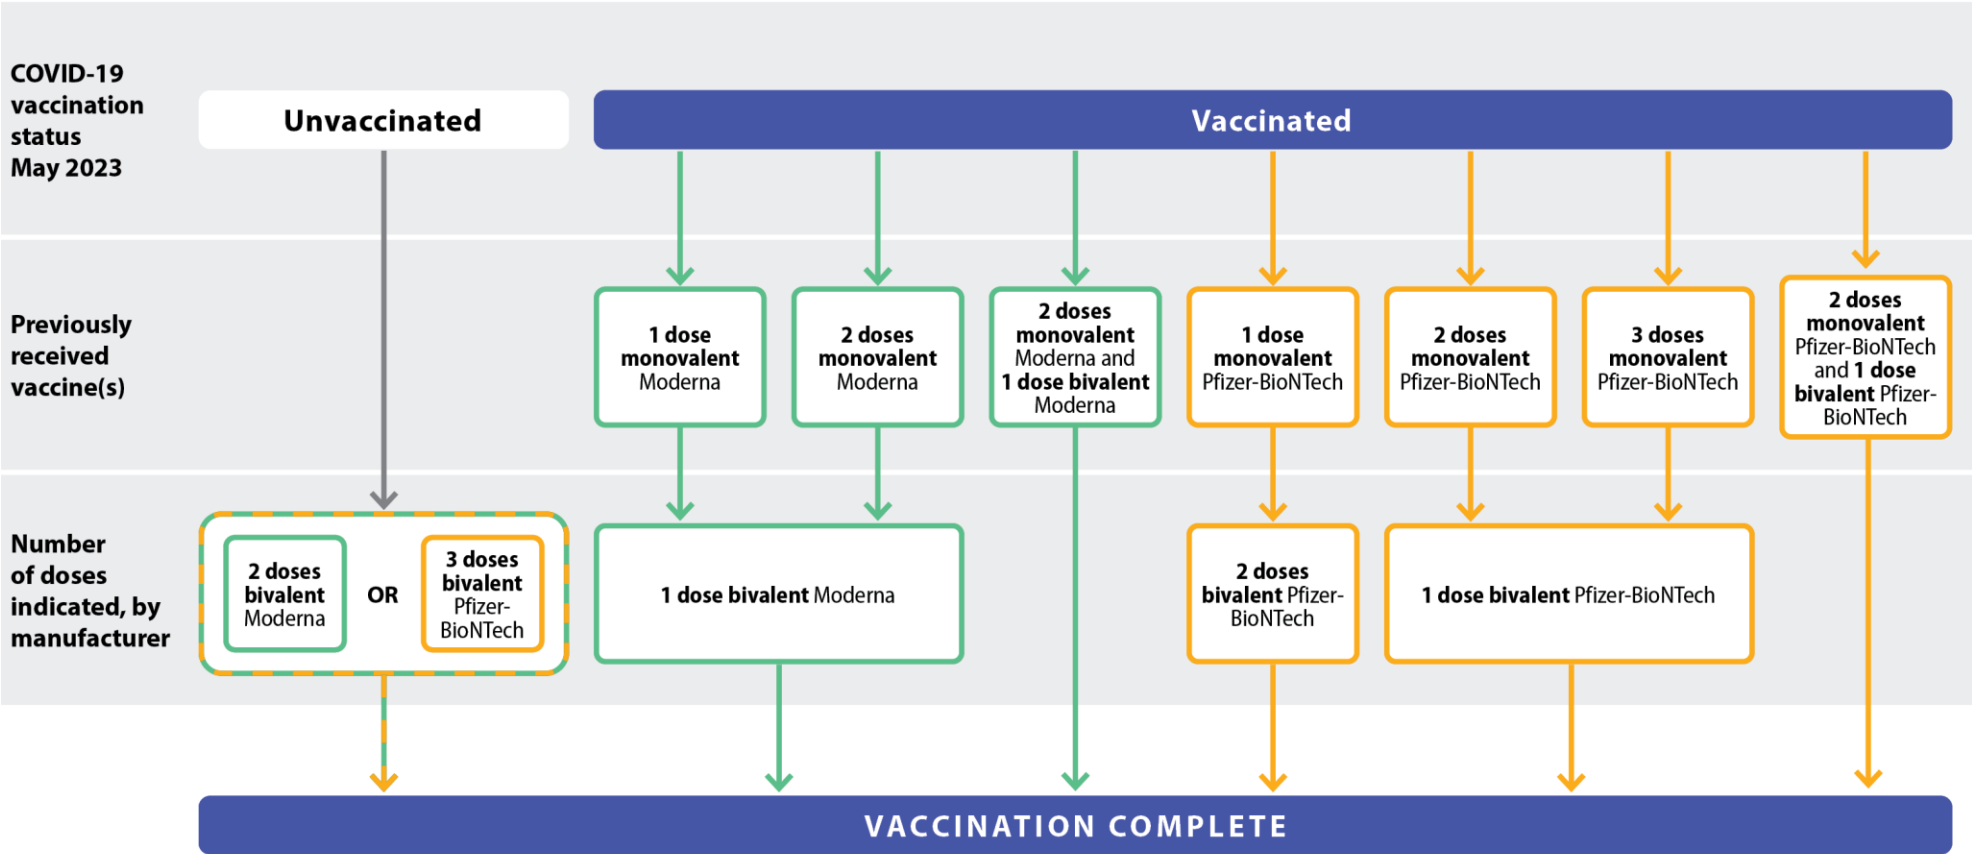 COVID-19
vaccination
status
May 2023
Unvaccinated
Vaccinated
Previously
received
vaccine(s)
1 dose
monovalent
Moderna
2 doses
monovalent
Moderna
2 doses
monovalent
Moderna and
1 dose bivalent
Moderna
1 dose
monovalent
Pfizer-BioNTech
2 doses
monovalent
Pfizer-BioNTech
3 doses
monovalent
Pfizer-BioNTech
2 doses
monovalent
Pfizer-BioNTech
and 1 dose
bivalent Pfizer-
BioNTech
Number
of doses
indicated, by
manufacturer
2 doses
bivalent
Moderna
OR
3 doses
bivalent
Pfizer-
BioNTech
1 dose bivalent Moderna
2 doses
bivalent Pfizer-
BioNTech
1 dose bivalent Pfizer-BioNTech
VACCINATION COMPLETE